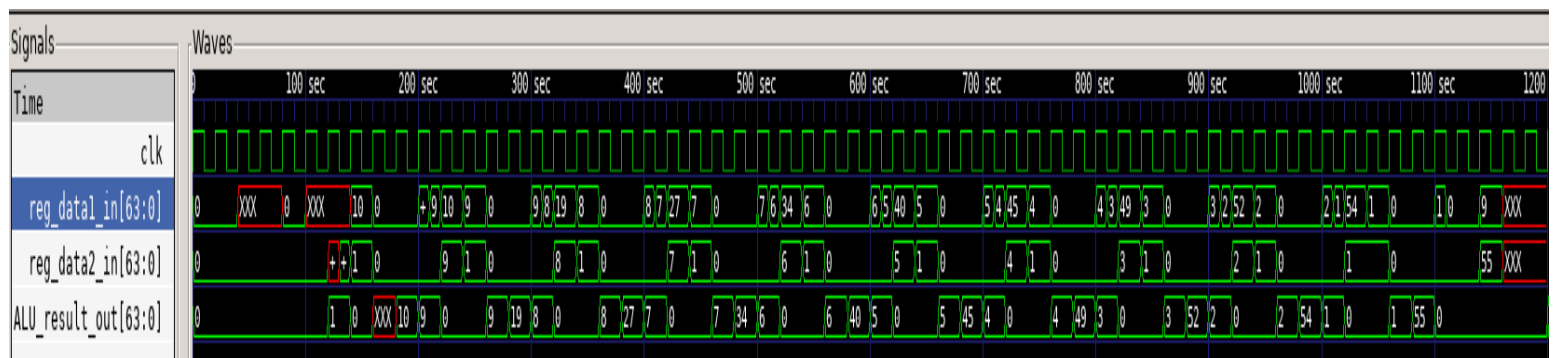 Signals Waves
Time 0 100 sec 200 sec 300 sec 400 sec 500 sec 600 sec 700 sec 800 sec 900 sec 1000 sec 1100 sec 1200
clk
reg_data1_in[63:0] 0 XXX 0 XXX 10 0 + 9 10 9 0 9 8 19 8 0 8 7 27 7 0 7 6 34 6 0 6 5 40 5 0 5 4 45 4 0 4 3 49 3 0 3 2 52 2 0 2 1 54 1 0 1 0 9 XXX
reg_data2_in[63:0] 0 + + 1 0 9 1 0 8 1 0 7 1 0 6 1 0 5 1 0 4 1 0 3 1 0 2 1 0 1 0 55 XXX
ALU_result_out[63:0] 0 1 0 XXX 10 9 0 9 19 8 0 8 27 7 0 7 34 6 0 6 40 5 0 5 45 4 0 4 49 3 0 3 52 2 0 2 54 1 0 1 55 0